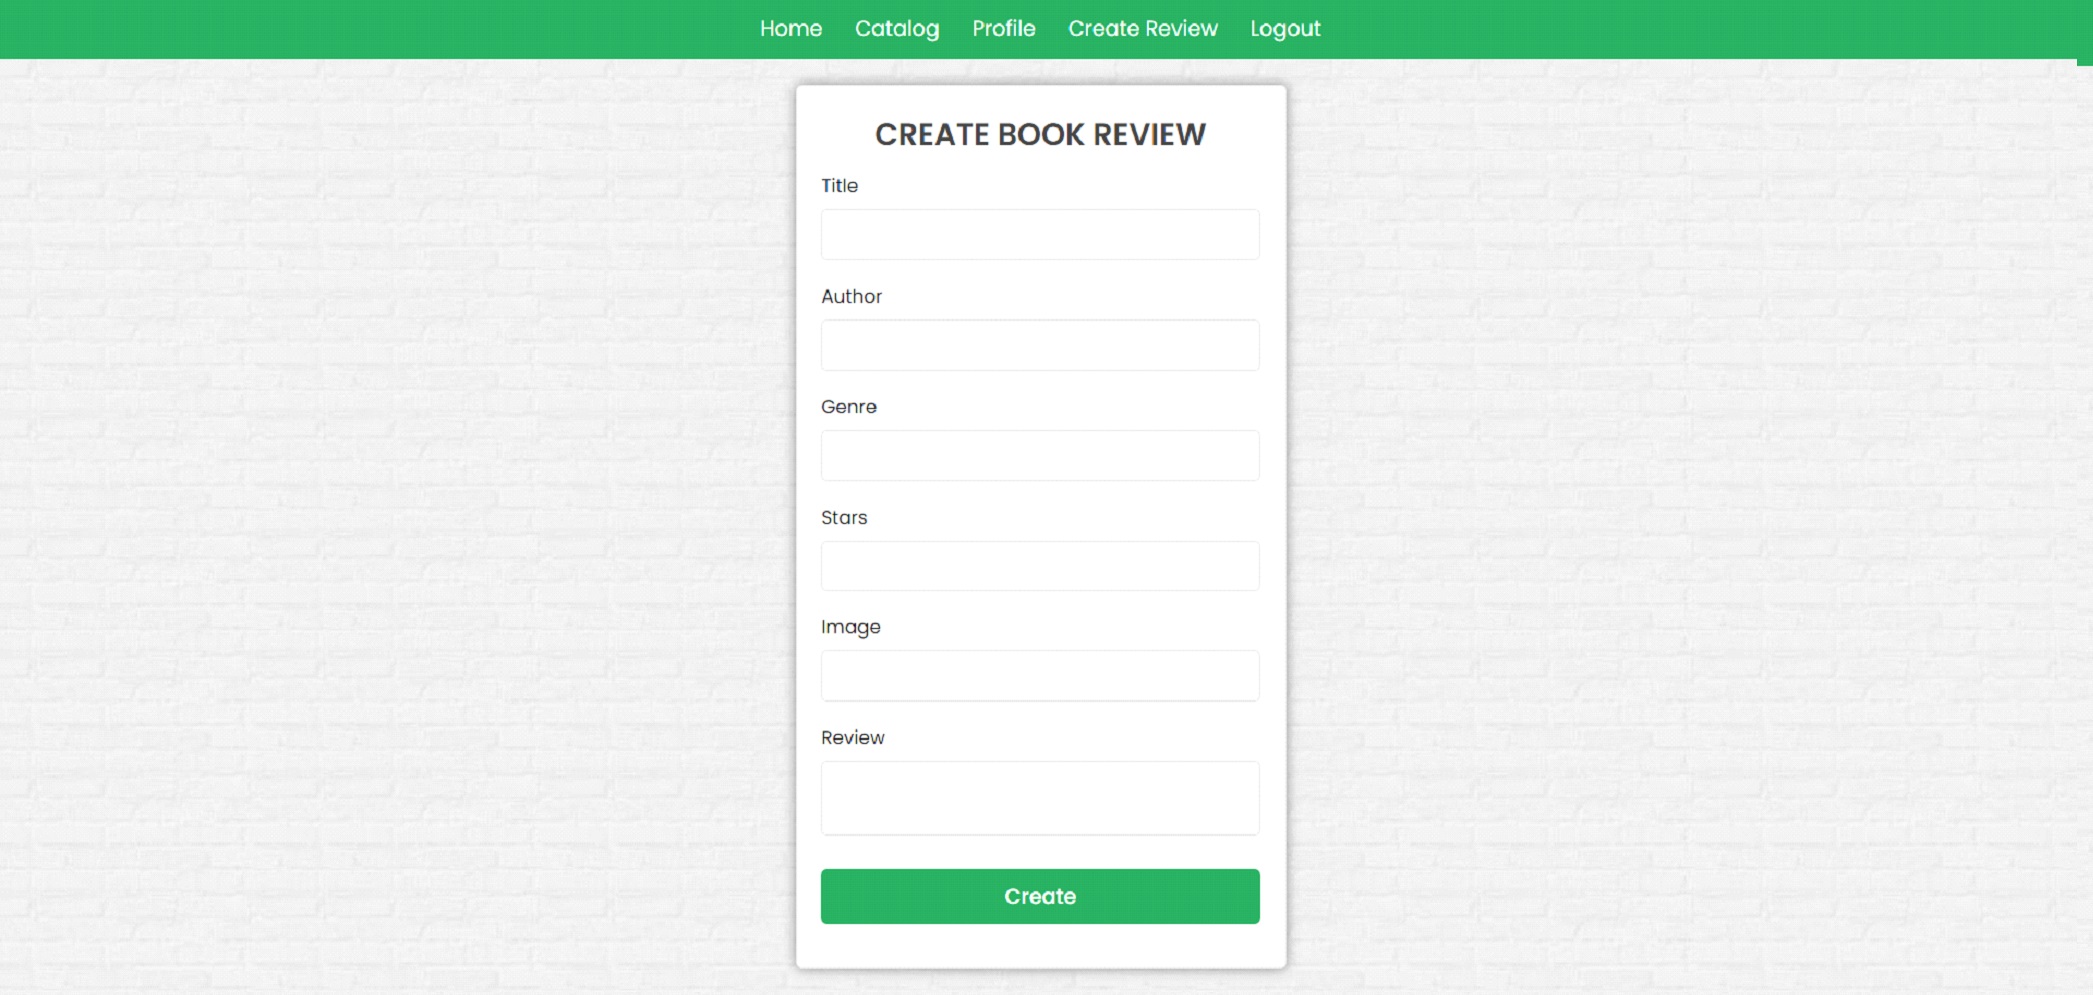 Home Catalog Profile Create Review Logout
CREATE BOOK REVIEW
Title
Author
Genre
Stars
Image
Review
Create